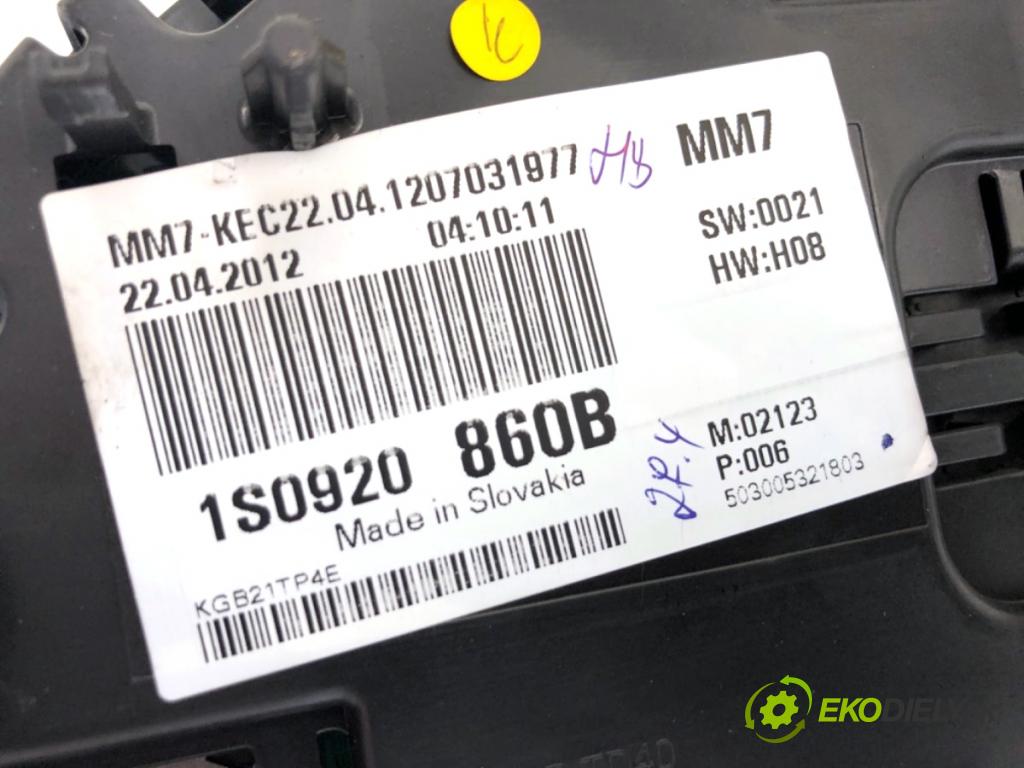 MM7-KEC22.04.1207031977
MM7
22.04.2012 04:10:11
SW:0021
HW:H08
1S0920 860B
Made in Slovakia
M:02123
P:006
503005321803
KGB21TP4E
EKODIELY